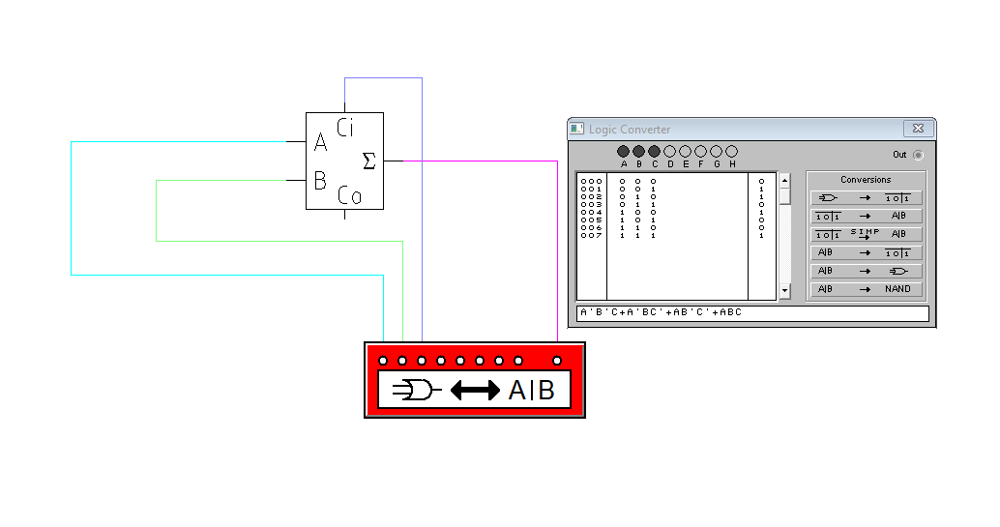 Ci
A
Σ
B
Co
Logic Converter
Out
A B C D E F G H
Conversions
000 0 0 0 0
001 0 0 1 1
002 0 1 0 1
003 0 1 1 0
004 1 0 0 1
005 1 0 1 0
006 1 1 0 0
007 1 1 1 1
→ 1 0 1
1 0 1 → A|B
1 0 1 SIMP → A|B
A|B → 1 0 1
A|B →
A|B → NAND
A'B'C+A'BC'+AB'C'+ABC
A|B